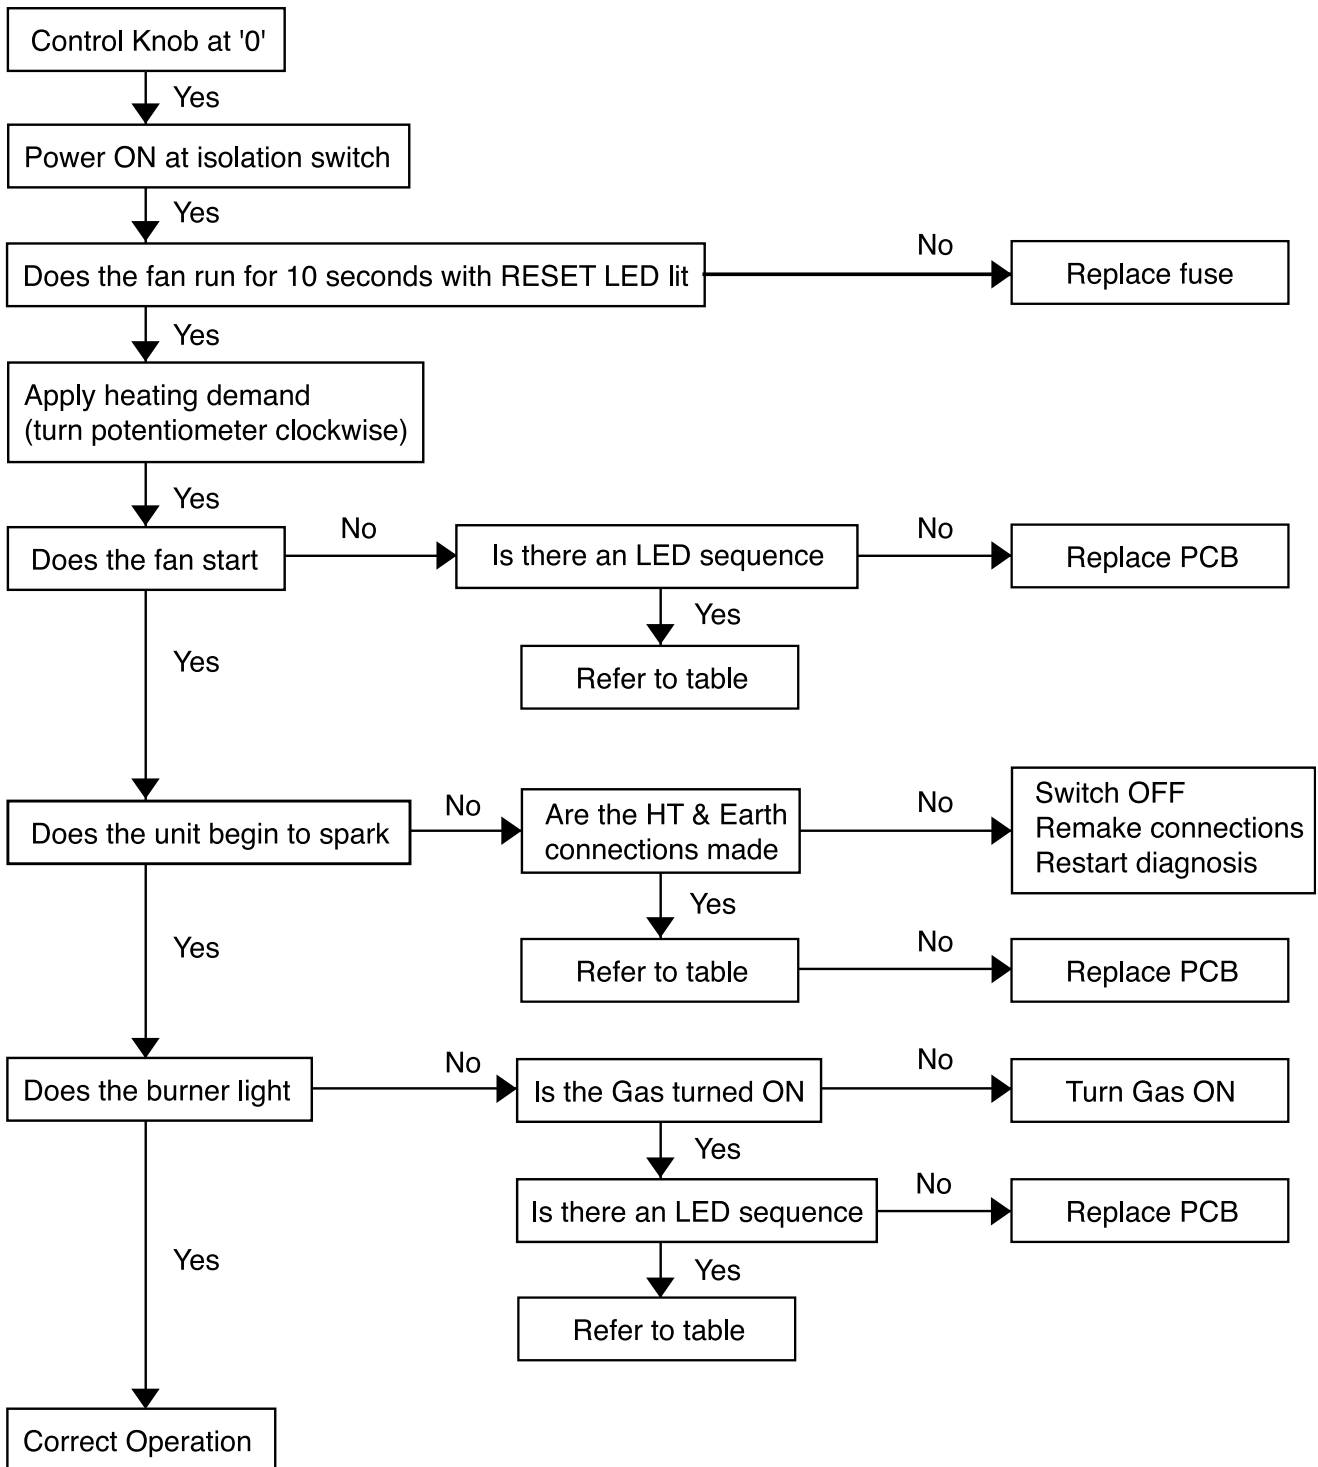 Control Knob at '0'
Yes
Power ON at isolation switch
Yes
Does the fan run for 10 seconds with RESET LED lit
No
Replace fuse
Yes
Apply heating demand
(turn potentiometer clockwise)
Yes
Does the fan start
No
Is there an LED sequence
No
Replace PCB
Yes
Refer to table
Yes
Does the unit begin to spark
No
Are the HT & Earth
connections made
No
Switch OFF
Remake connections
Restart diagnosis
Yes
Refer to table
No
Replace PCB
Yes
Does the burner light
No
Is the Gas turned ON
No
Turn Gas ON
Yes
Is there an LED sequence
No
Replace PCB
Yes
Refer to table
Yes
Correct Operation